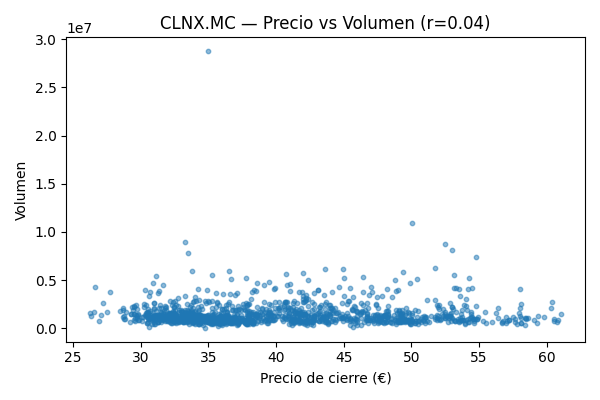 CLNX.MC — Precio vs Volumen (r=0.04)
1e7
3.0
2.5
2.0
1.5
1.0
0.5
0.0
Volumen
25 30 35 40 45 50 55 60
Precio de cierre (€)